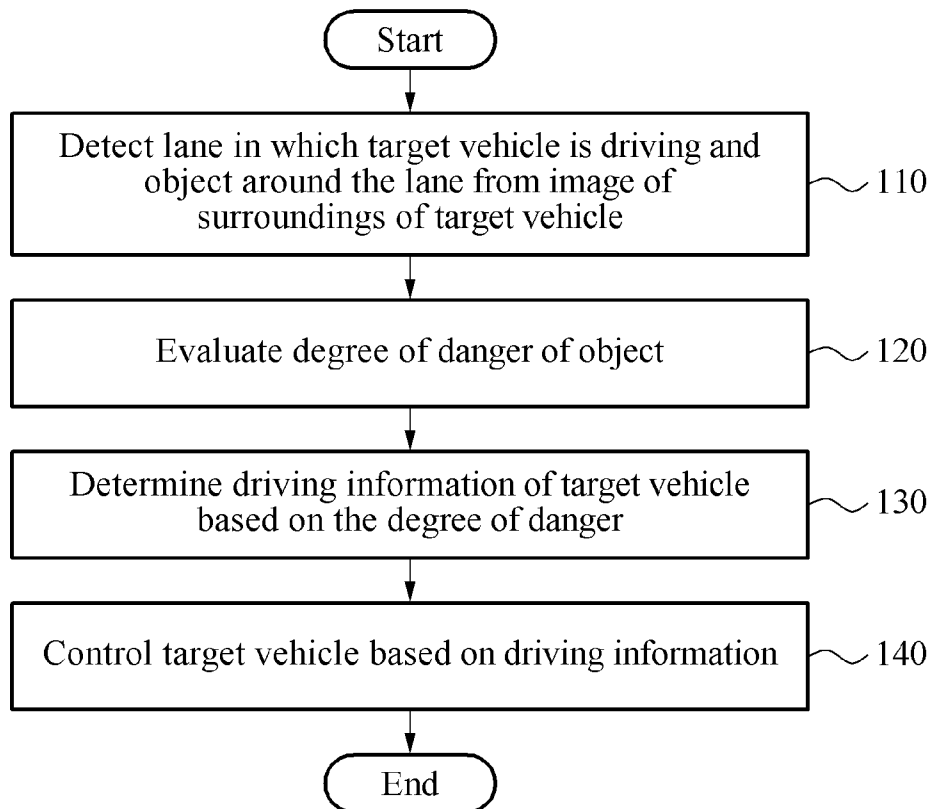 Start
Detect lane in which target vehicle is driving and
object around the lane from image of
surroundings of target vehicle
110
Evaluate degree of danger of object
120
Determine driving information of target vehicle
based on the degree of danger
130
Control target vehicle based on driving information
140
End